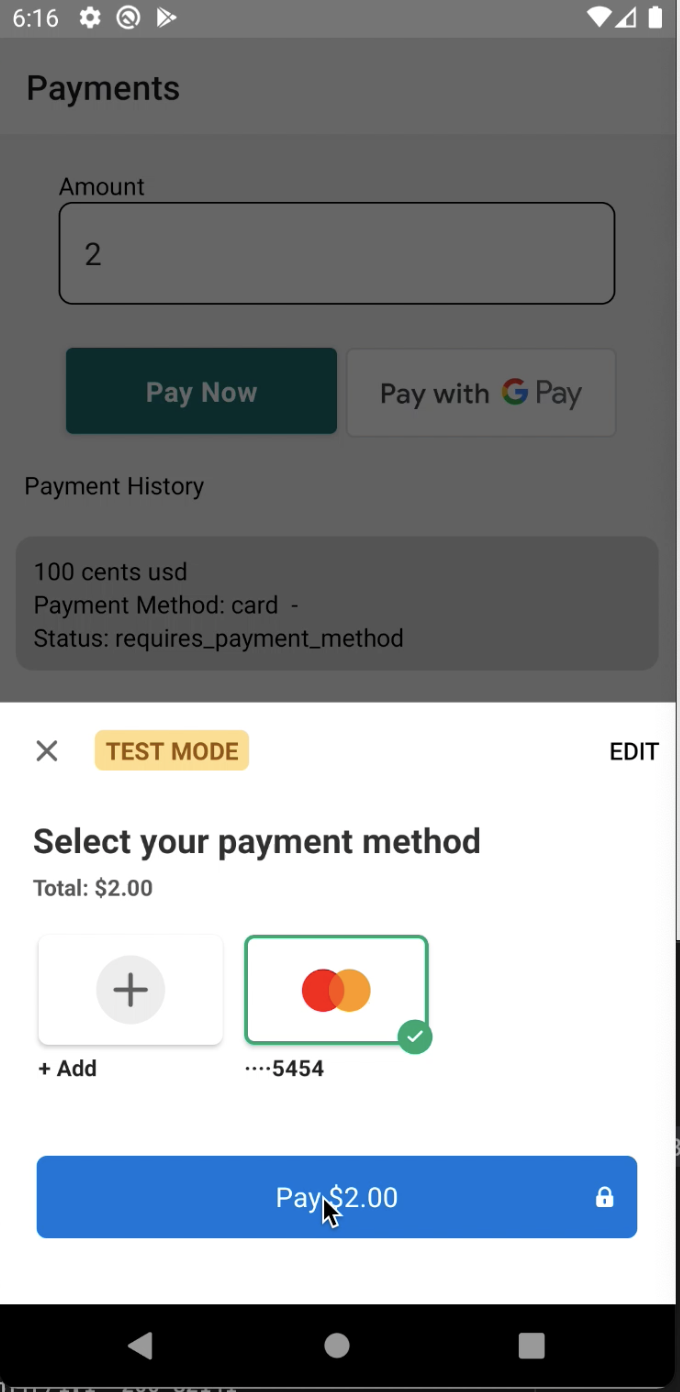 6:16
Payments
Amount
2
Pay Now
Pay with G Pay
Payment History
100 cents usd
Payment Method: card -
Status: requires_payment_method
TEST MODE
EDIT
Select your payment method
Total: $2.00
+ Add
····5454
Pay $2.00